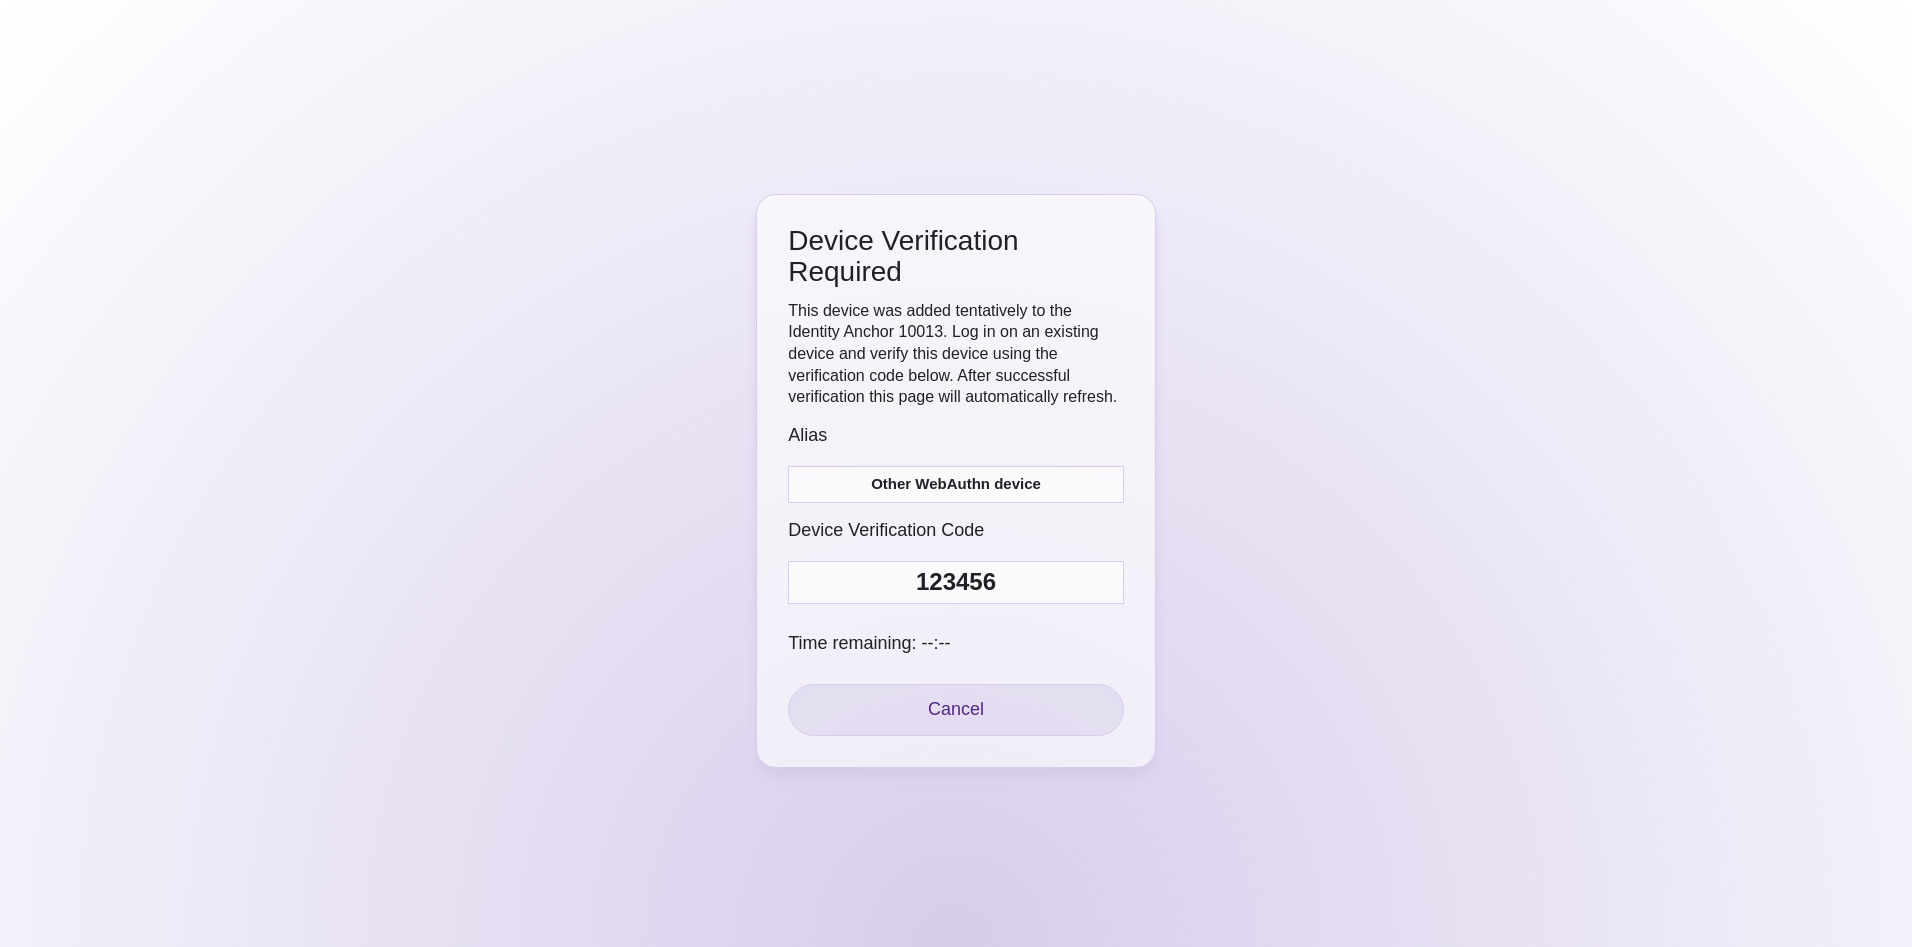 Device Verification
Required
This device was added tentatively to the
Identity Anchor 10013. Log in on an existing
device and verify this device using the
verification code below. After successful
verification this page will automatically refresh.
Alias
Other WebAuthn device
Device Verification Code
123456
Time remaining: --:--
Cancel